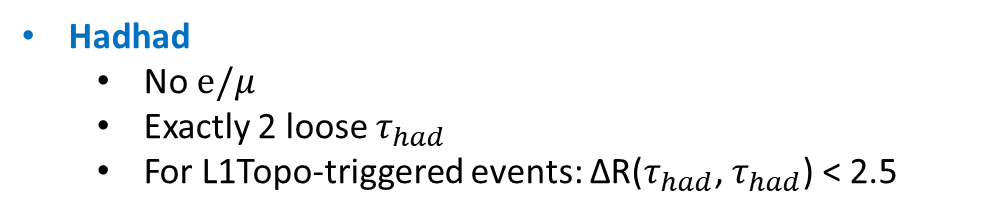 • Hadhad
• No e/μ
• Exactly 2 loose τ_had
• For L1Topo-triggered events: ΔR(τ_had, τ_had) < 2.5